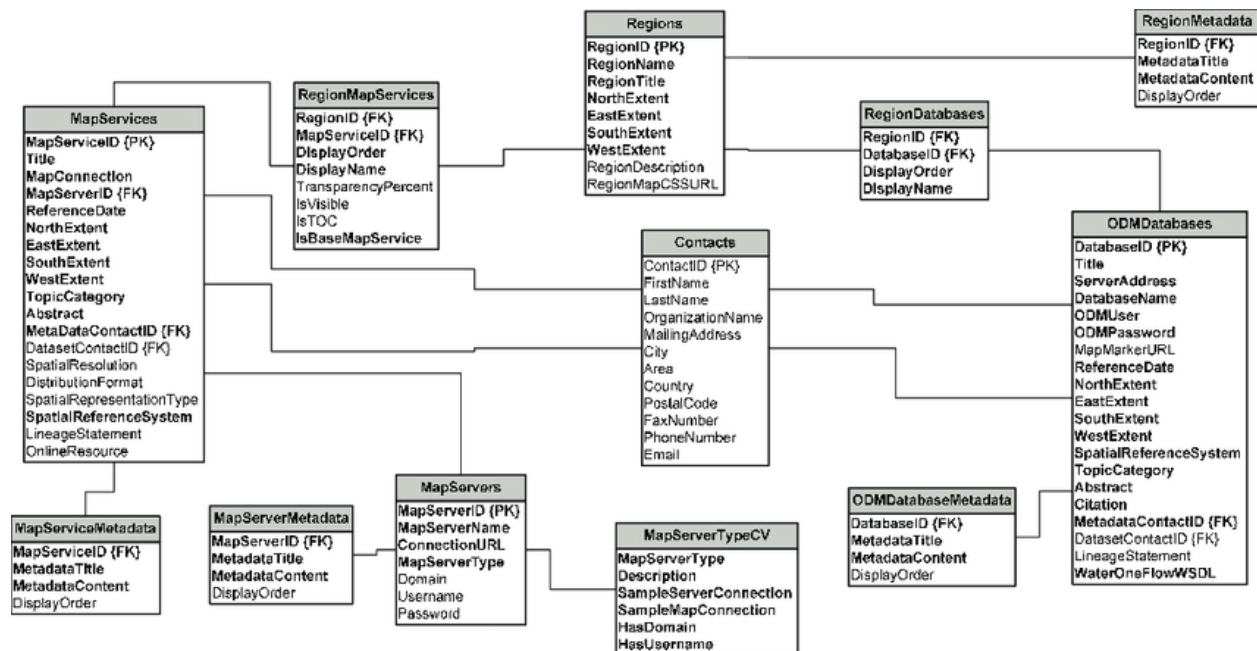 Regions
RegionID {PK}
RegionName
RegionTitle
NorthExtent
EastExtent
SouthExtent
WestExtent
RegionDescription
RegionMapCSSURL
RegionMetadata
RegionID {FK}
MetadataTitle
MetadataContent
DisplayOrder
RegionMapServices
RegionID {FK}
MapServiceID {FK}
DisplayOrder
DisplayName
TransparencyPercent
IsVisible
IsTOC
IsBaseMapService
MapServices
MapServiceID {PK}
Title
MapConnection
MapServerID {FK}
ReferenceDate
NorthExtent
EastExtent
SouthExtent
WestExtent
TopicCategory
Abstract
MetaDataContactID {FK}
DatasetContactID {FK}
SpatialResolution
DistributionFormat
SpatialRepresentationType
SpatialReferenceSystem
LineageStatement
OnlineResource
RegionDatabases
RegionID {FK}
DatabaseID {FK}
DisplayOrder
DisplayName
Contacts
ContactID {PK}
FirstName
LastName
OrganizationName
MailingAddress
City
Area
Country
PostalCode
FaxNumber
PhoneNumber
Email
ODMDatabases
DatabaseID {PK}
Title
ServerAddress
DatabaseName
ODMUser
ODMPassword
MapMarkerURL
ReferenceDate
NorthExtent
EastExtent
SouthExtent
WestExtent
SpatialReferenceSystem
TopicCategory
Abstract
Citation
MetadataContactID {FK}
DatasetContactID {FK}
LineageStatement
WaterOneFlowWSDL
MapServiceMetadata
MapServiceID {FK}
MetadataTitle
MetadataContent
DisplayOrder
MapServerMetadata
MapServerID {FK}
MetadataTitle
MetadataContent
DisplayOrder
MapServers
MapServerID {PK}
MapServerName
ConnectionURL
MapServerType
Domain
Username
Password
MapServerTypeCV
MapServerType
Description
SampleServerConnection
SampleMapConnection
HasDomain
HasUsername
ODMDatabaseMetadata
DatabaseID {FK}
MetadataTitle
MetadataContent
DisplayOrder